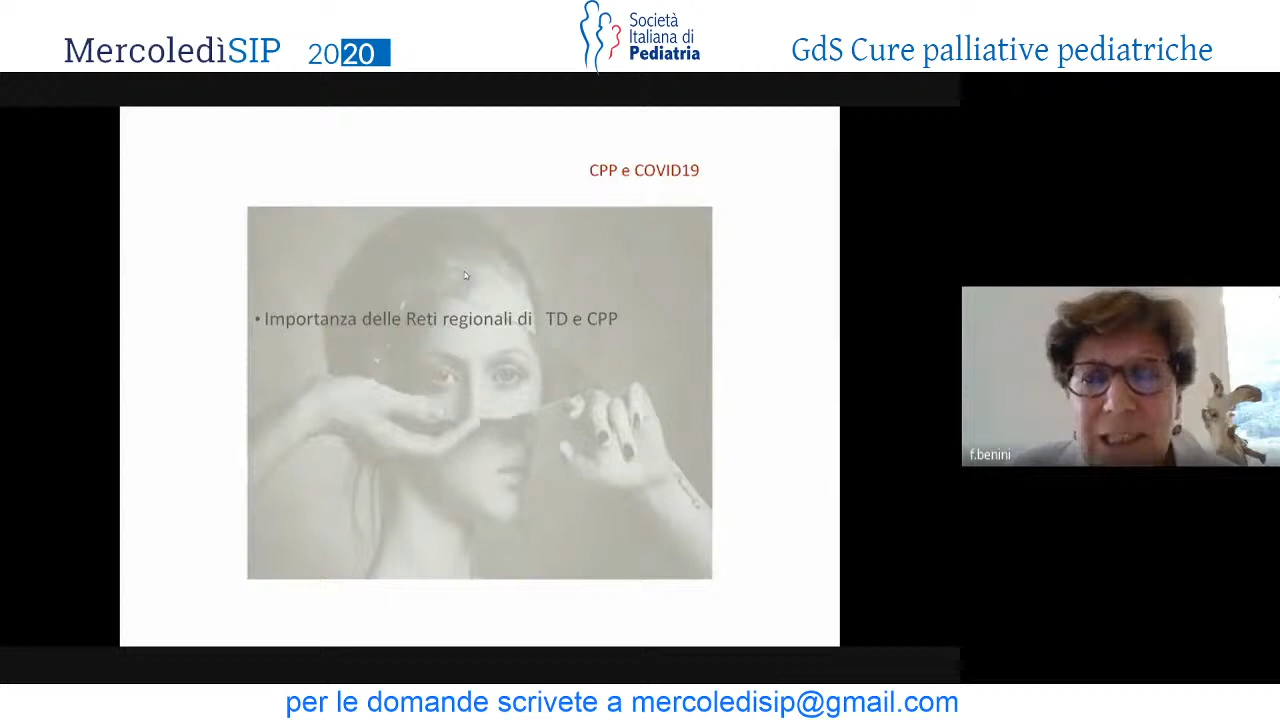 MercoledìSIP 2020
Società
Italiana di
Pediatria
GdS Cure palliative pediatriche
CPP e COVID19
• Importanza delle Reti regionali di TD e CPP
f.benini
per le domande scrivete a mercoledisip@gmail.com